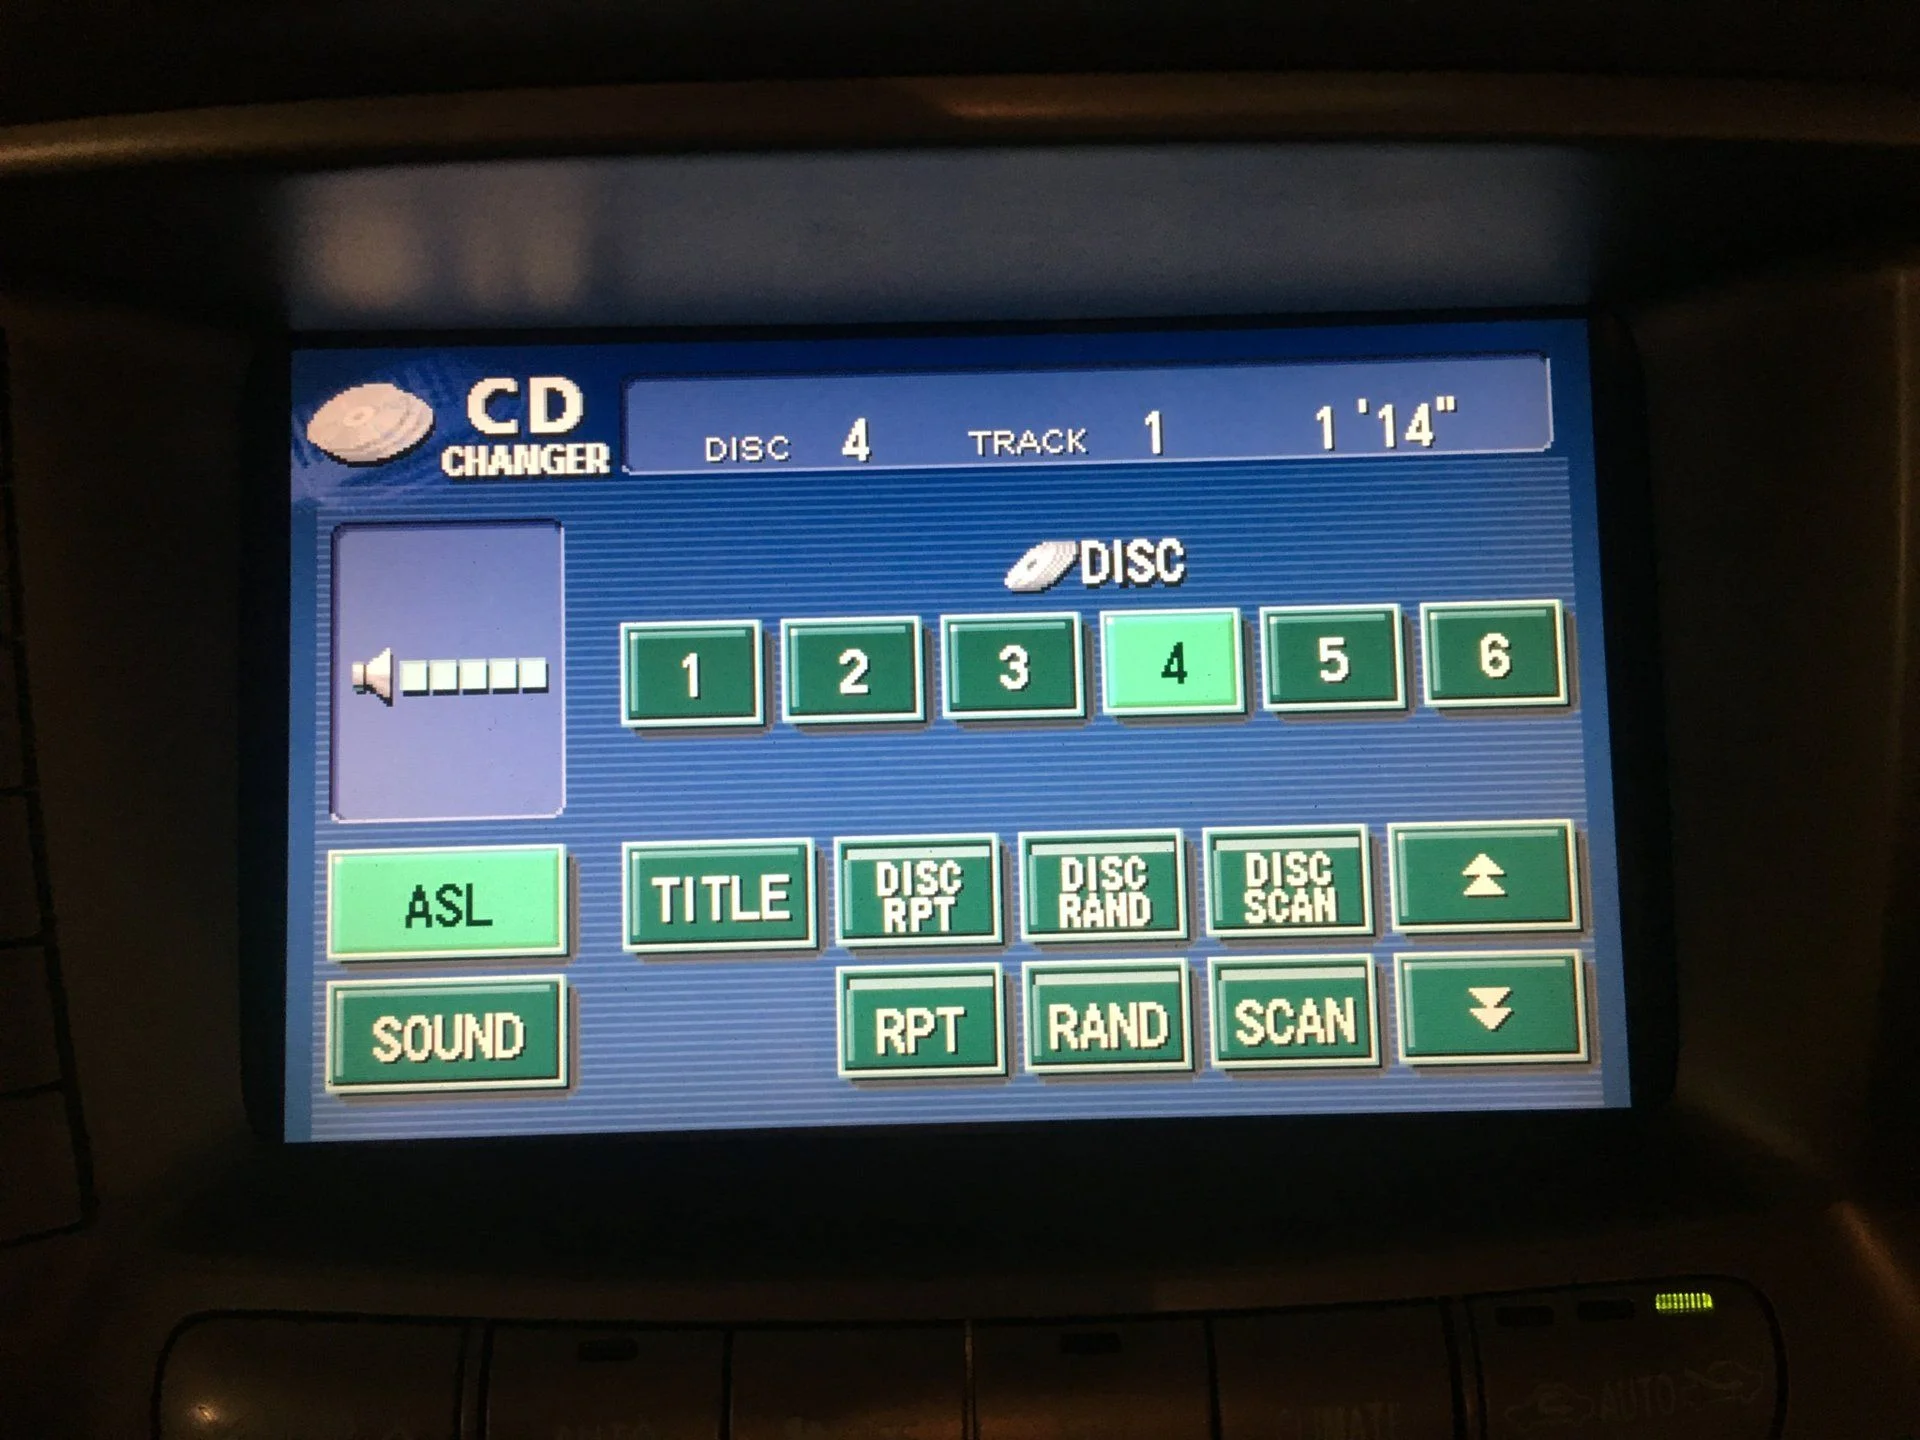 CD
CHANGER
DISC 4 TRACK 1 1'14"
DISC
1 2 3 4 5 6
ASL
TITLE
DISC
RPT
DISC
RAND
DISC
SCAN
SOUND
RPT
RAND
SCAN
AUTO